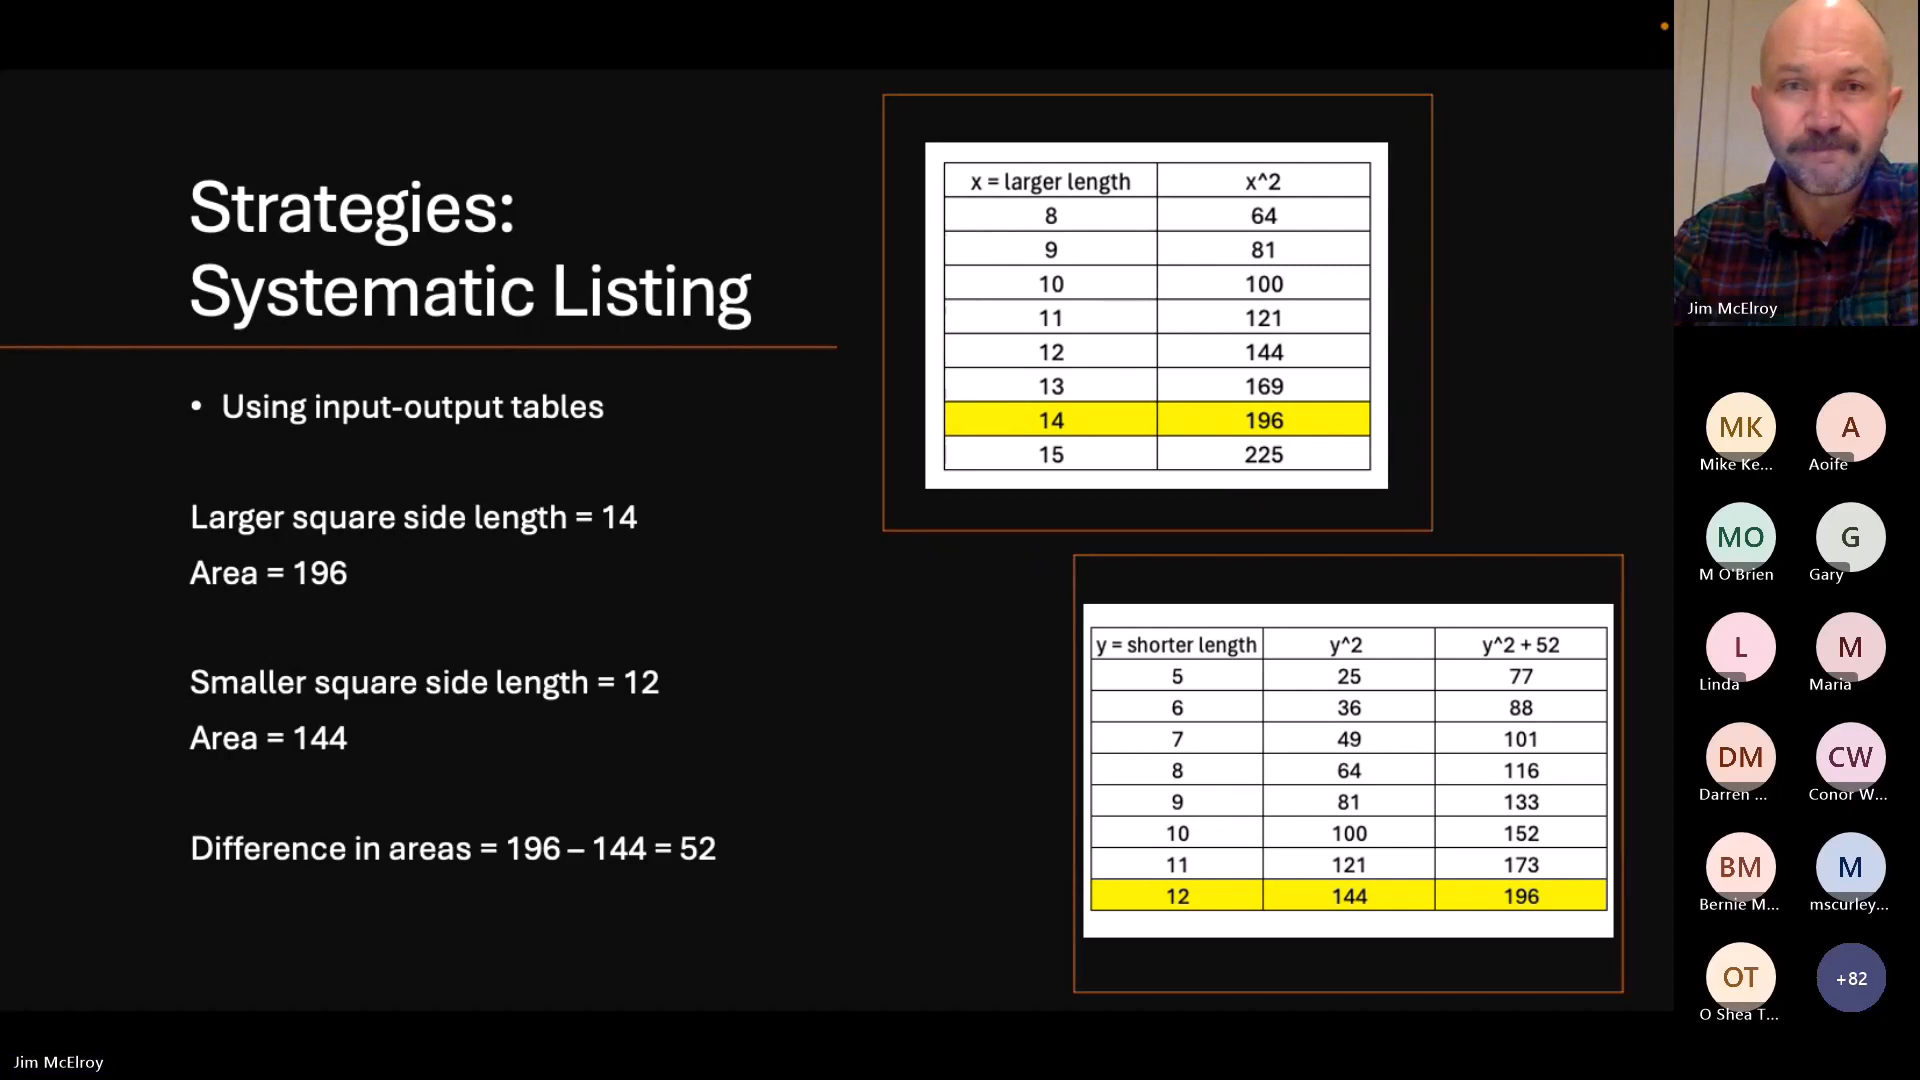 Strategies:
Systematic Listing
• Using input-output tables
Larger square side length = 14
Area = 196
Smaller square side length = 12
Area = 144
Difference in areas = 196 – 144 = 52
x = larger length x^2
8 64
9 81
10 100
11 121
12 144
13 169
14 196
15 225
y = shorter length y^2 y^2 + 52
5 25 77
6 36 88
7 49 101
8 64 116
9 81 133
10 100 152
11 121 173
12 144 196
Jim McElroy
MK A
Mike Ke... Aoife
MO G
M O'Brien Gary
L M
Linda Maria
DM CW
Darren ... Conor W...
BM M
Bernie M... mscurley...
OT +82
O Shea T...
Jim McElroy